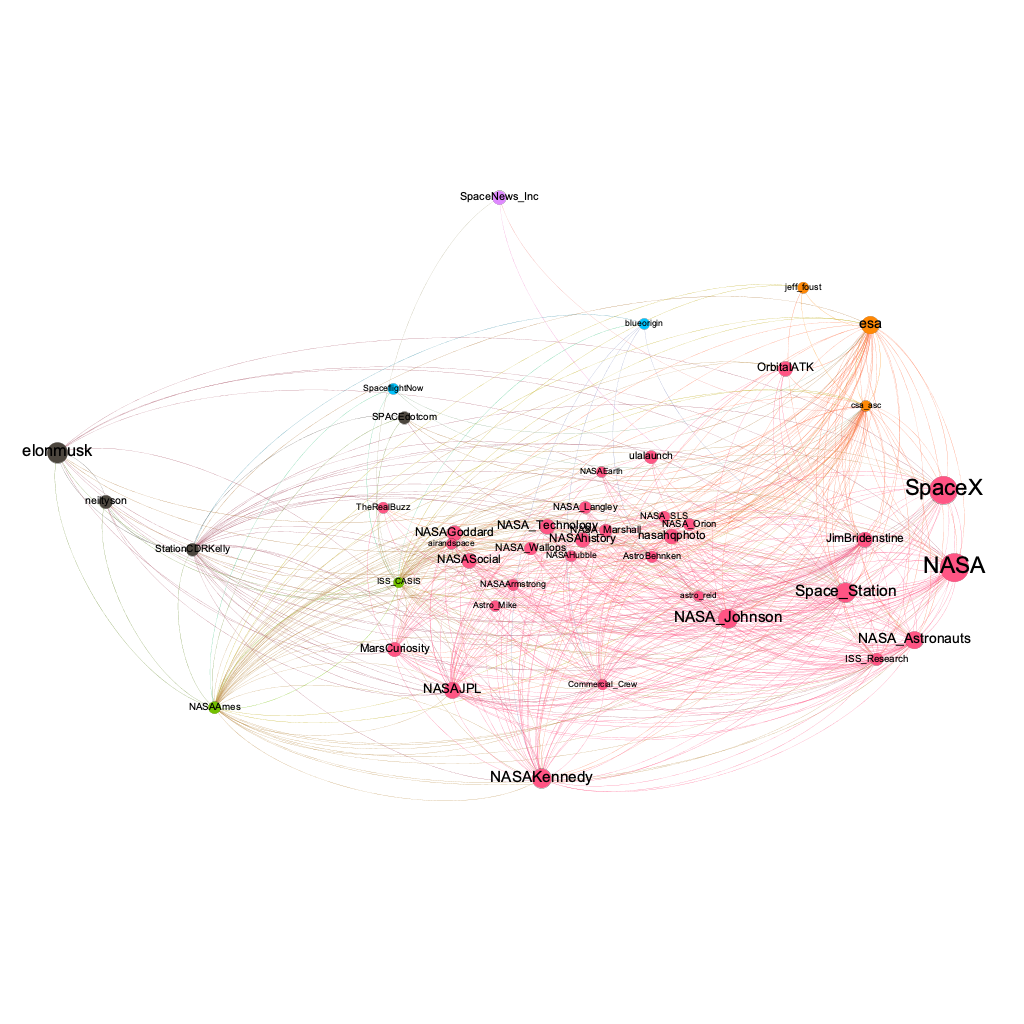 SpaceNews_Inc
jeff_foust
esa
blueorigin
OrbitalATK
SpaceflightNow
csa_asc
SPACEdotcom
elonmusk
ulalaunch
NASAEarth
SpaceX
neiltyson
TheRealBuzz
NASA_Langley
NASA_SLS
NASA_Orion
NASA_Technology
NASA_Marshall
NASAGoddard
NASAhistory
nasahqphoto
JimBridenstine
airandspace
StationCDRKelly
NASA_Wallops
NASAHubble
AstroBehnken
NASASocial
NASA
ISS_CASIS
NASAArmstrong
Space_Station
astro_reid
Astro_Mike
NASA_Johnson
NASA_Astronauts
MarsCuriosity
ISS_Research
Commercial_Crew
NASAJPL
NASAAmes
NASAKennedy